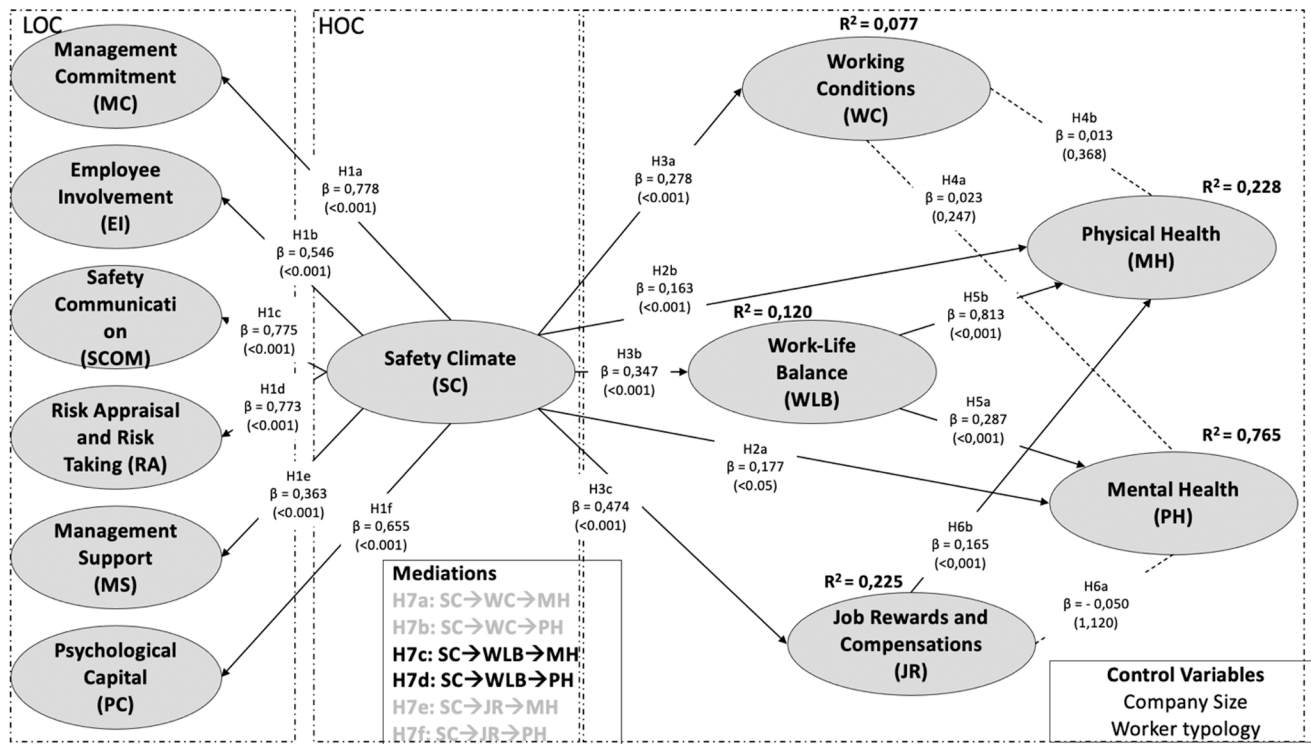 LOC
Management
Commitment
(MC)
Employee
Involvement
(EI)
Safety
Communicati
on
(SCOM)
Risk Appraisal
and Risk
Taking (RA)
Management
Support
(MS)
Psychological
Capital
(PC)
HOC
H1a
β = 0,778
(<0.001)
H1b
β = 0,546
(<0.001)
H1c
β = 0,775
(<0.001)
H1d
β = 0,773
(<0.001)
H1e
β = 0,363
(<0.001)
H1f
β = 0,655
(<0.001)
Safety Climate
(SC)
Mediations
H7a: SC→WC→MH
H7b: SC→WC→PH
H7c: SC→WLB→MH
H7d: SC→WLB→PH
H7e: SC→JR→MH
H7f: SC→JR→PH
H3a
β = 0,278
(<0.001)
H2b
β = 0,163
(<0.001)
H3b
β = 0,347
(<0.001)
H2a
β = 0,177
(<0.05)
H3c
β = 0,474
(<0.001)
R² = 0,077
Working
Conditions
(WC)
R² = 0,120
Work-Life
Balance
(WLB)
R² = 0,225
Job Rewards and
Compensations
(JR)
H4b
β = 0,013
(0,368)
H4a
β = 0,023
(0,247)
H5b
β = 0,813
(<0,001)
H5a
β = 0,287
(<0,001)
H6b
β = 0,165
(<0,001)
H6a
β = - 0,050
(1,120)
R² = 0,228
Physical Health
(MH)
R² = 0,765
Mental Health
(PH)
Control Variables
Company Size
Worker typology